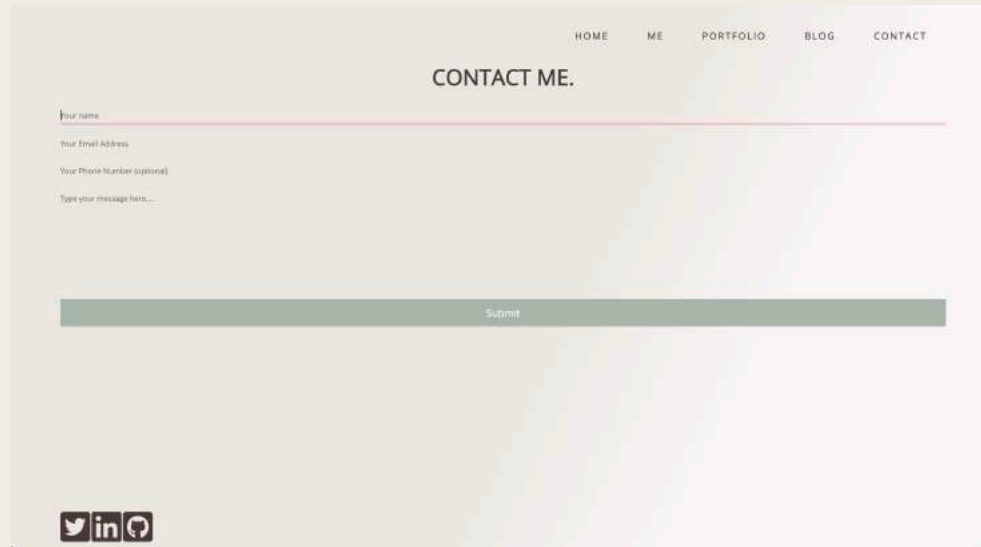 HOME ME PORTFOLIO BLOG CONTACT
CONTACT ME.
Your name
Your Email Address
Your Phone Number (optional)
Type your message here....
Submit
in